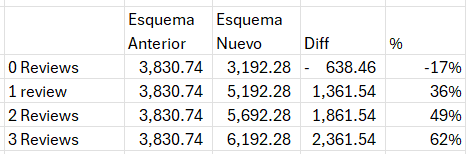 Esquema Esquema
Anterior Nuevo Diff %
0 Reviews 3,830.74 3,192.28 - 638.46 -17%
1 review 3,830.74 5,192.28 1,361.54 36%
2 Reviews 3,830.74 5,692.28 1,861.54 49%
3 Reviews 3,830.74 6,192.28 2,361.54 62%